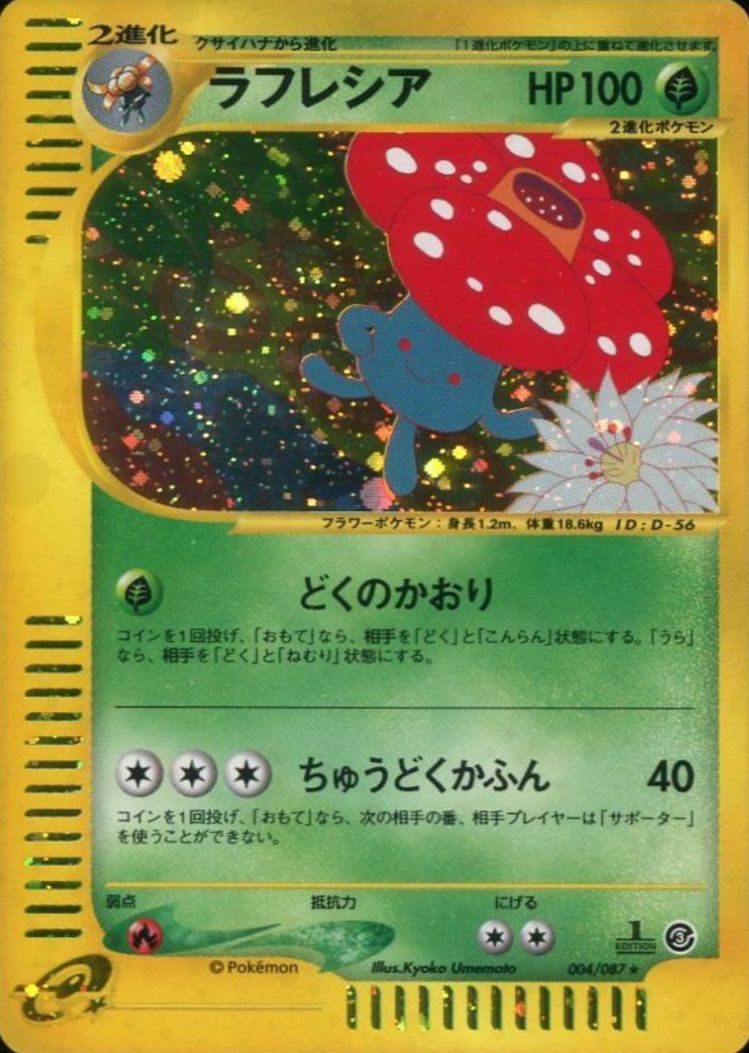 2進化 クサイハナから進化 「1進化ポケモン」の上に重ねて進化させます。
ラフレシア HP100
2進化ポケモン
フラワーポケモン：身長1.2m、体重18.6kg ID:D-56
どくのかおり
コインを1回投げ、「おもて」なら、相手を「どく」と「こんらん」状態にする。「うら」
なら、相手を「どく」と「ねむり」状態にする。
ちゅうどくかふん 40
コインを1回投げ、「おもて」なら、次の相手の番、相手プレイヤーは「サポーター」
を使うことができない。
弱点 抵抗力 にげる
1 EDITION 3
© Pokémon Illus.Kyoko Umemoto 004/087★
e